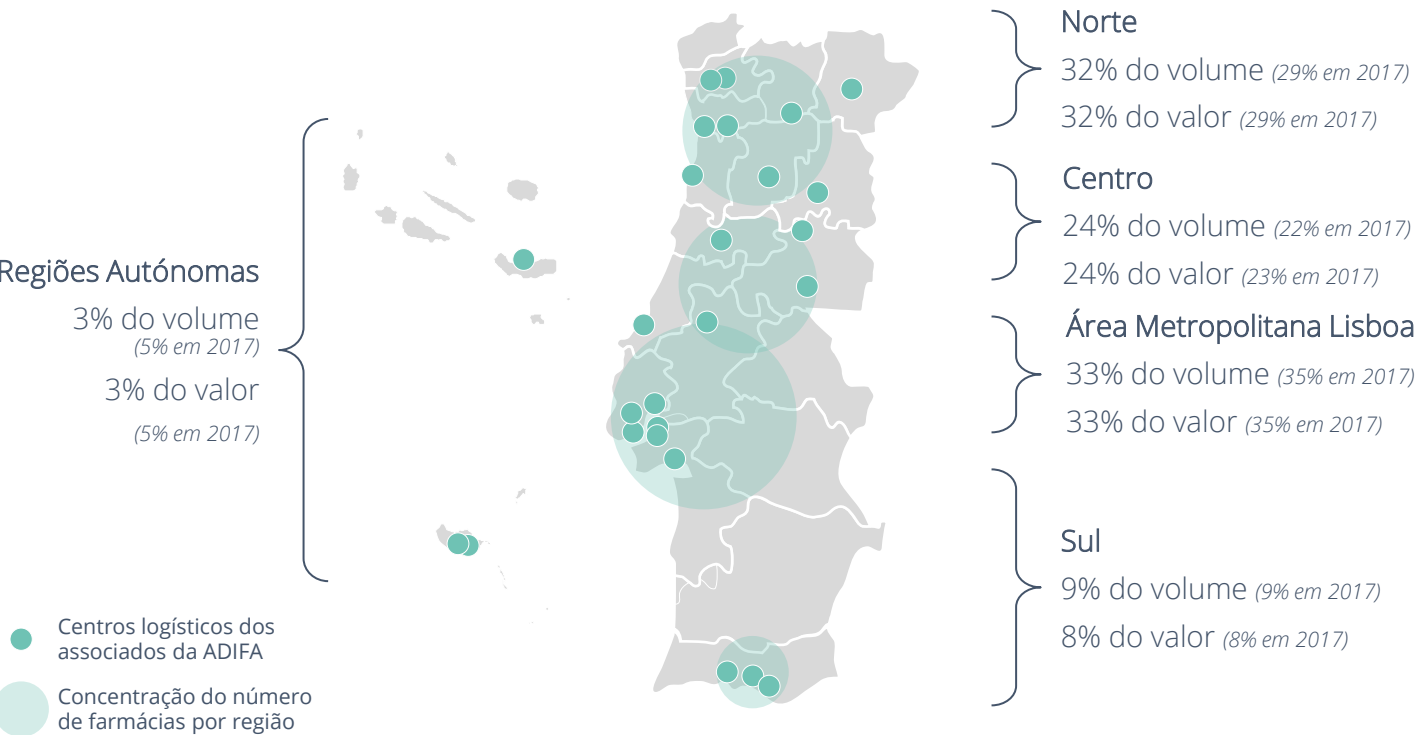 Norte
32% do volume (29% em 2017)
32% do valor (29% em 2017)
Centro
24% do volume (22% em 2017)
24% do valor (23% em 2017)
Área Metropolitana Lisboa
33% do volume (35% em 2017)
33% do valor (35% em 2017)
Sul
9% do volume (9% em 2017)
8% do valor (8% em 2017)
Regiões Autónomas
3% do volume
(5% em 2017)
3% do valor
(5% em 2017)
Centros logísticos dos
associados da ADIFA
Concentração do número
de farmácias por região